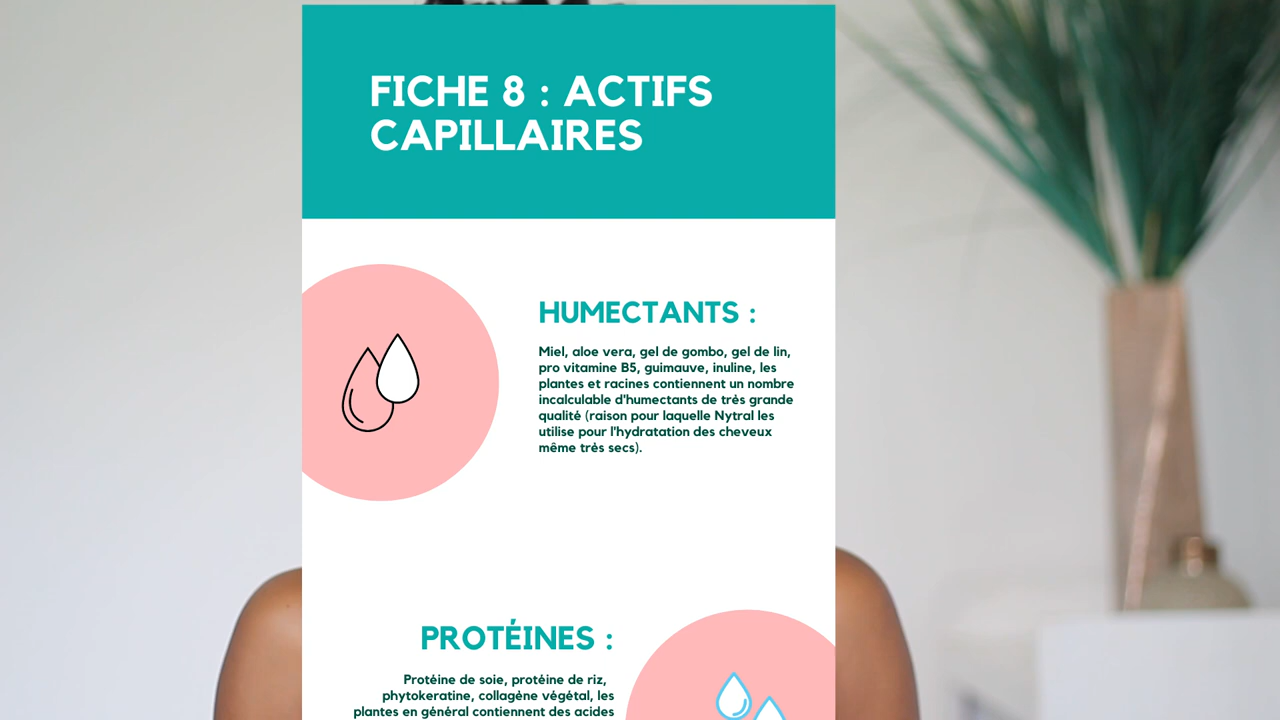 FICHE 8 : ACTIFS
CAPILLAIRES
HUMECTANTS :
Miel, aloe vera, gel de gombo, gel de lin,
pro vitamine B5, guimauve, inuline, les
plantes et racines contiennent un nombre
incalculable d'humectants de très grande
qualité (raison pour laquelle Nytral les
utilise pour l'hydratation des cheveux
même très secs).
PROTÉINES :
Protéine de soie, protéine de riz,
phytokeratine, collagène végétal, les
plantes en général contiennent des acides